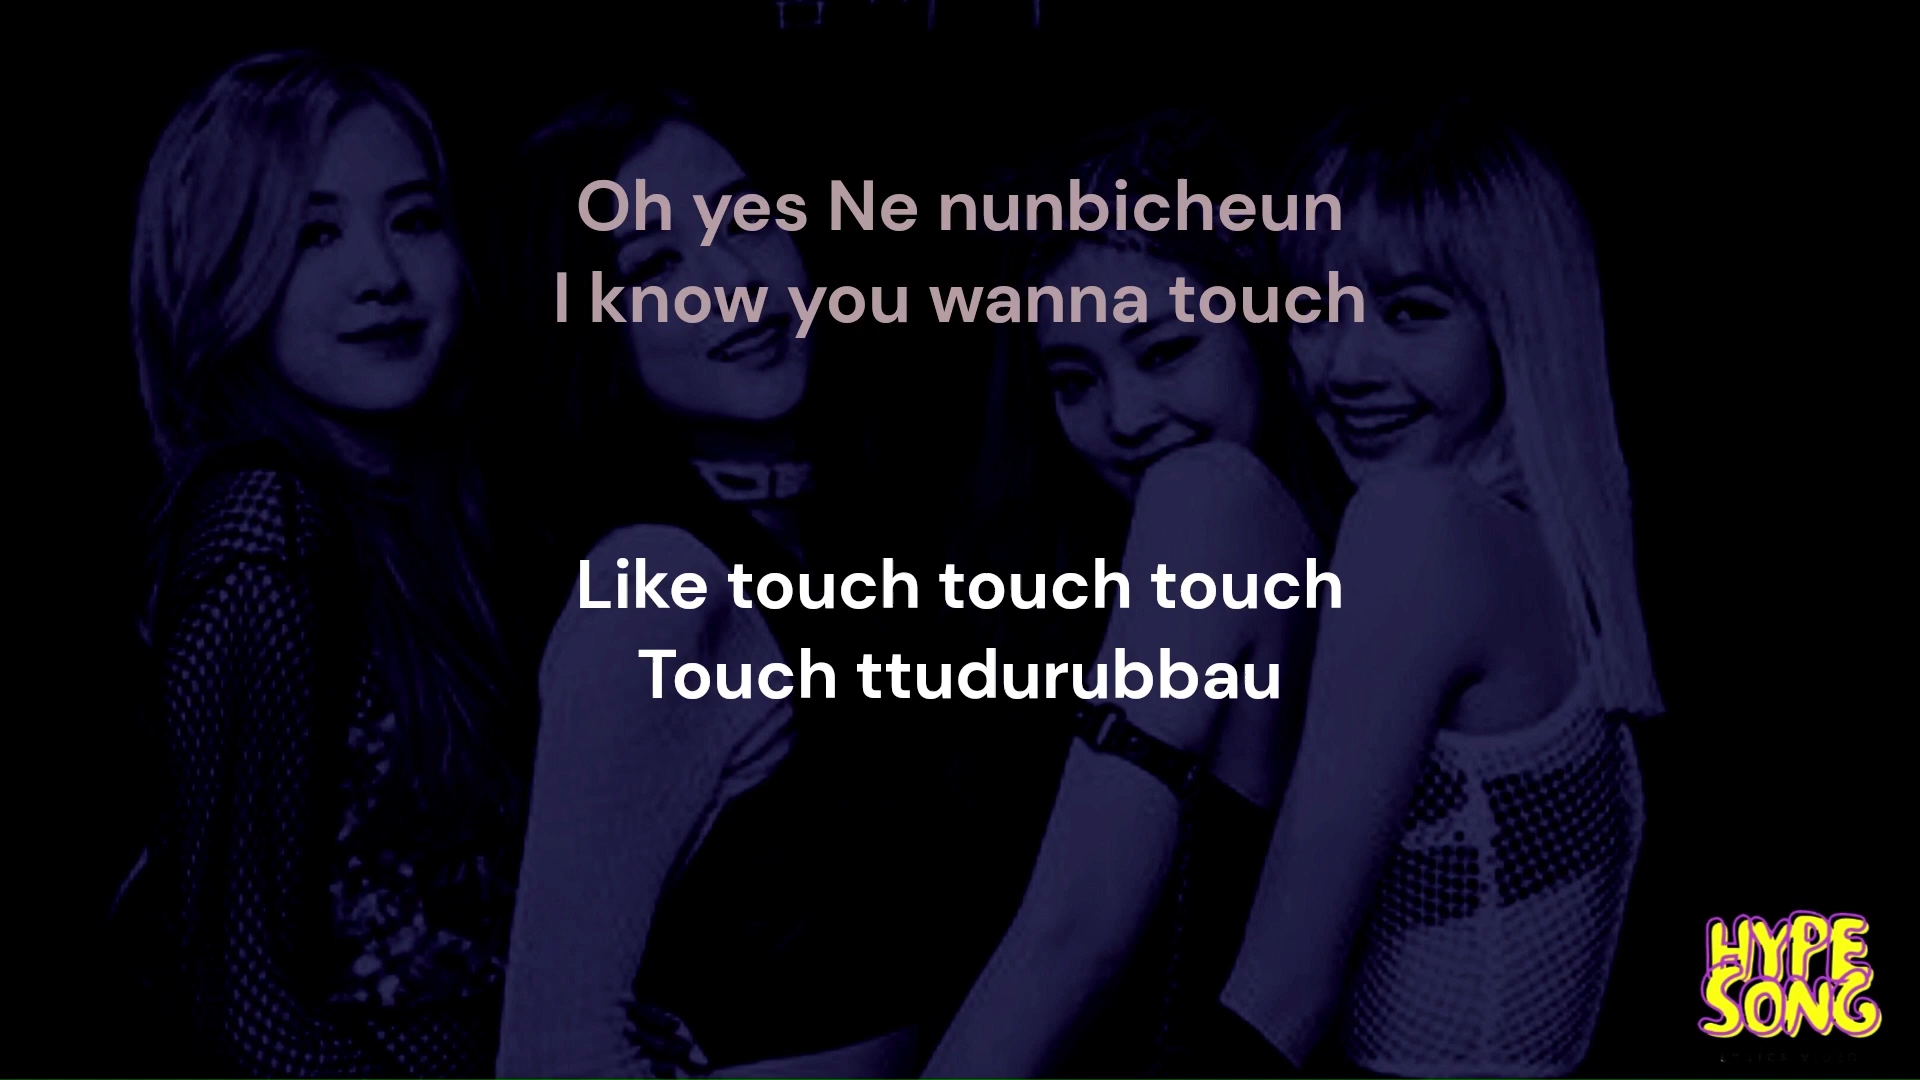 Oh yes Ne nunbicheun
I know you wanna touch
Like touch touch touch
Touch ttudurubbau
HYPE
SONG